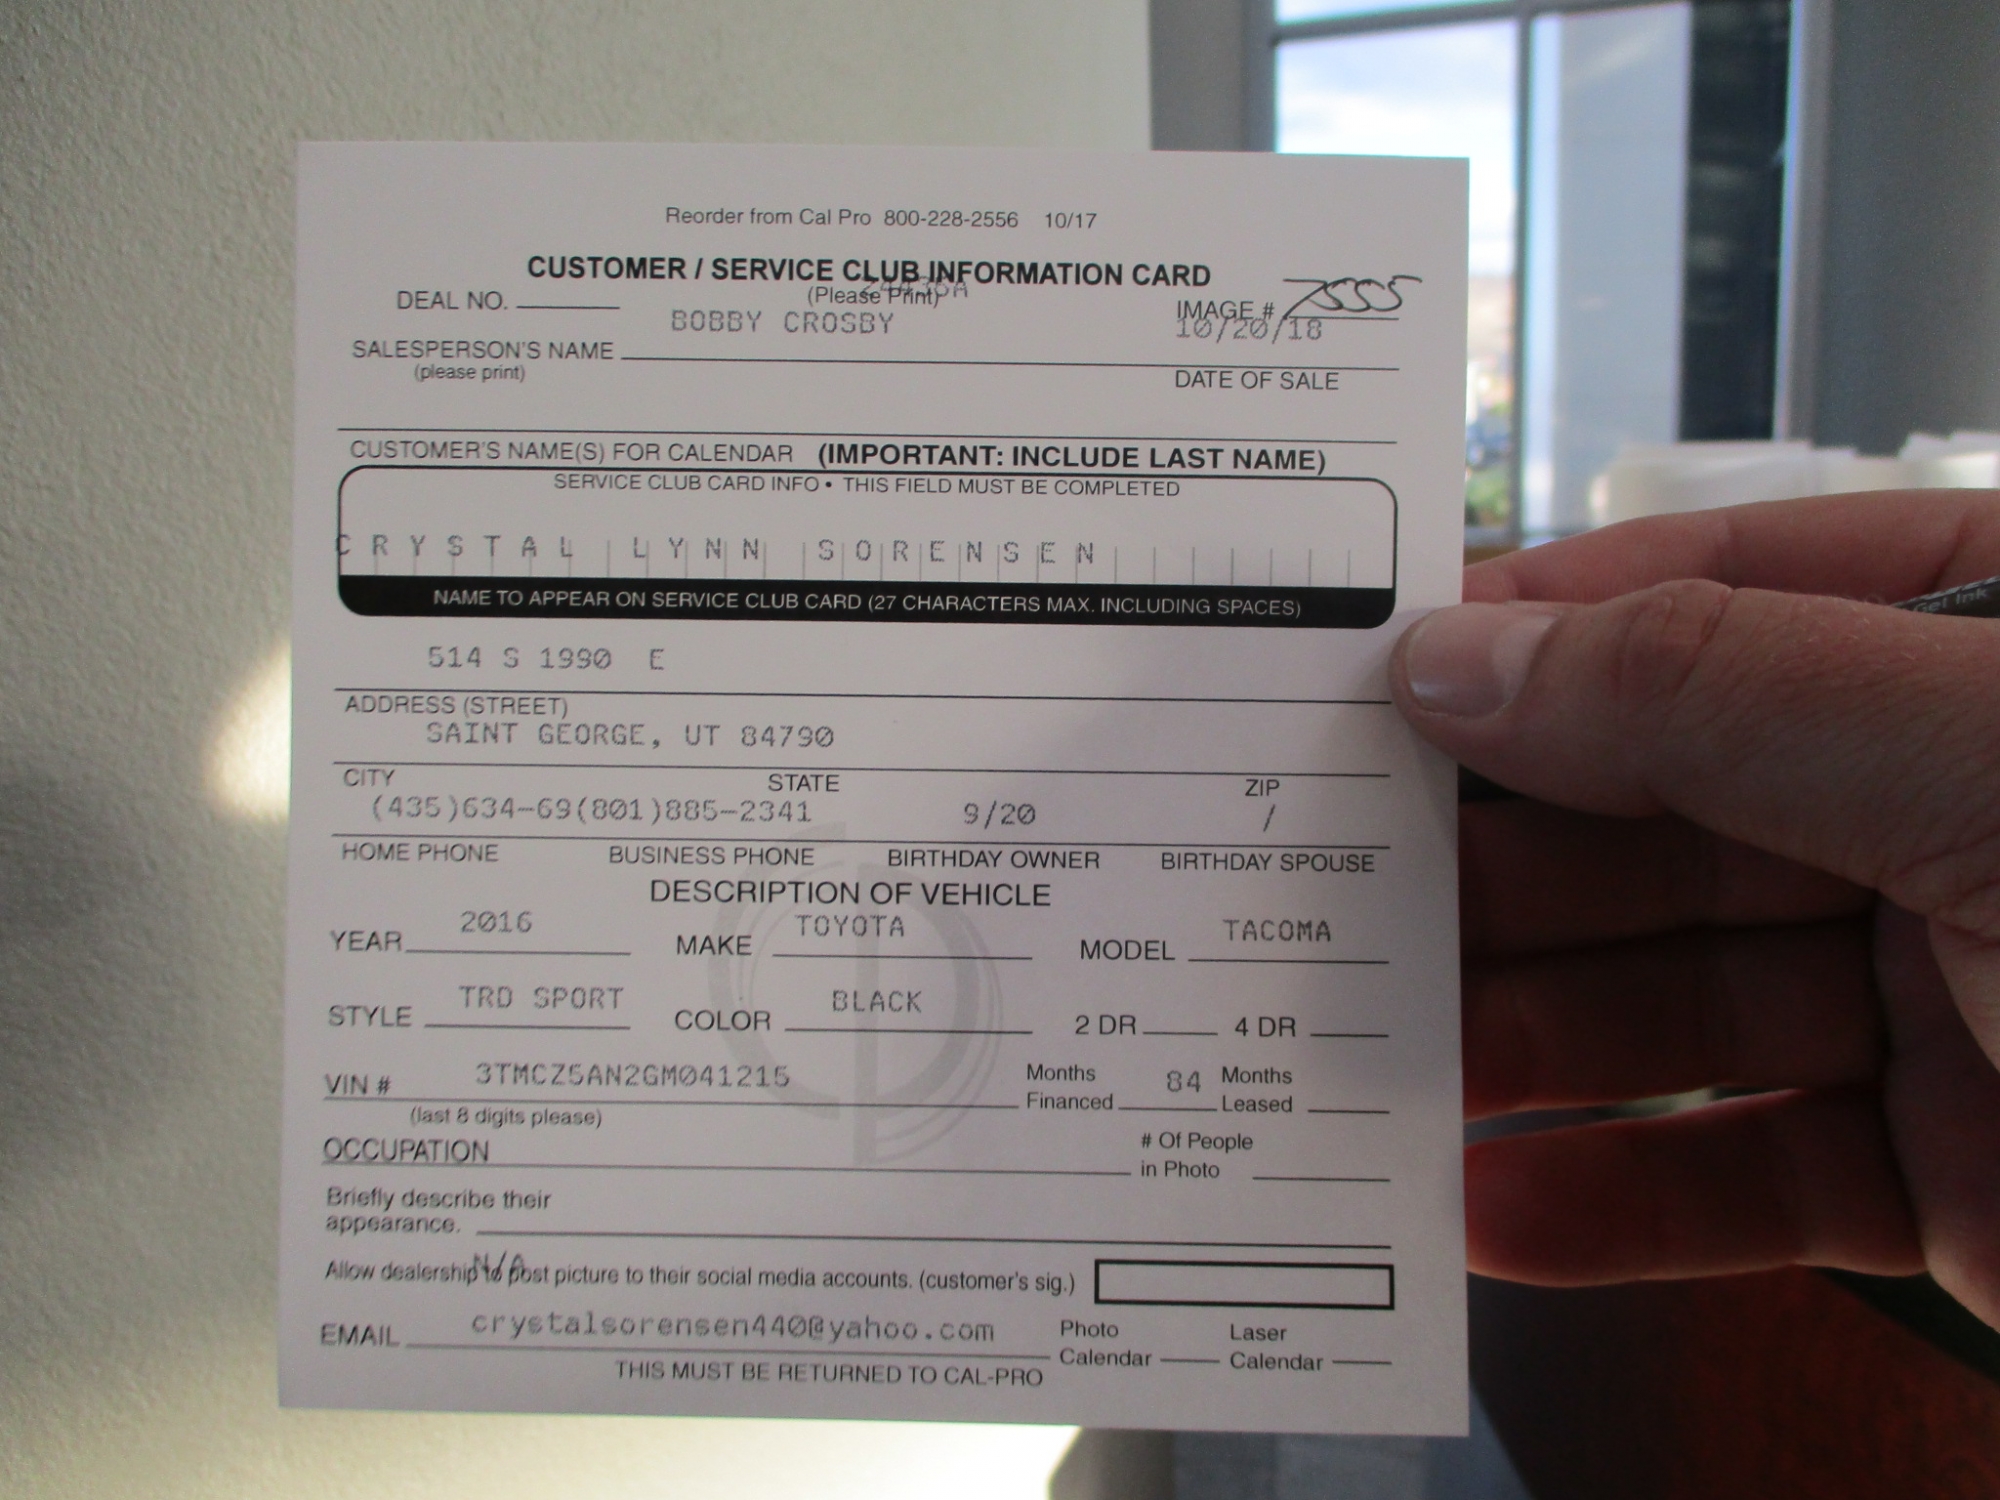 Reorder from Cal Pro 800-228-2556 10/17
CUSTOMER / SERVICE CLUB INFORMATION CARD
(Please Print)
DEAL NO.
IMAGE # 7555
BOBBY CROSBY 10/20/18
SALESPERSON'S NAME
(please print)
DATE OF SALE
CUSTOMER'S NAME(S) FOR CALENDAR (IMPORTANT: INCLUDE LAST NAME)
SERVICE CLUB CARD INFO • THIS FIELD MUST BE COMPLETED
CRYSTAL LYNN SORENSEN
NAME TO APPEAR ON SERVICE CLUB CARD (27 CHARACTERS MAX. INCLUDING SPACES)
514 S 1990 E
ADDRESS (STREET)
SAINT GEORGE, UT 84790
CITY STATE ZIP
(435)634-69(801)885-2341 9/20 /
HOME PHONE BUSINESS PHONE BIRTHDAY OWNER BIRTHDAY SPOUSE
DESCRIPTION OF VEHICLE
YEAR 2016 MAKE TOYOTA MODEL TACOMA
STYLE TRD SPORT COLOR BLACK 2 DR 4 DR
VIN # 3TMCZ5AN2GM041215 Months Financed 84 Months Leased
(last 8 digits please)
OCCUPATION # Of People in Photo
Briefly describe their
appearance.
N/A
Allow dealership to post picture to their social media accounts. (customer's sig.)
EMAIL crystalsorensen440@yahoo.com Photo Calendar Laser Calendar
THIS MUST BE RETURNED TO CAL-PRO
Gel Ink